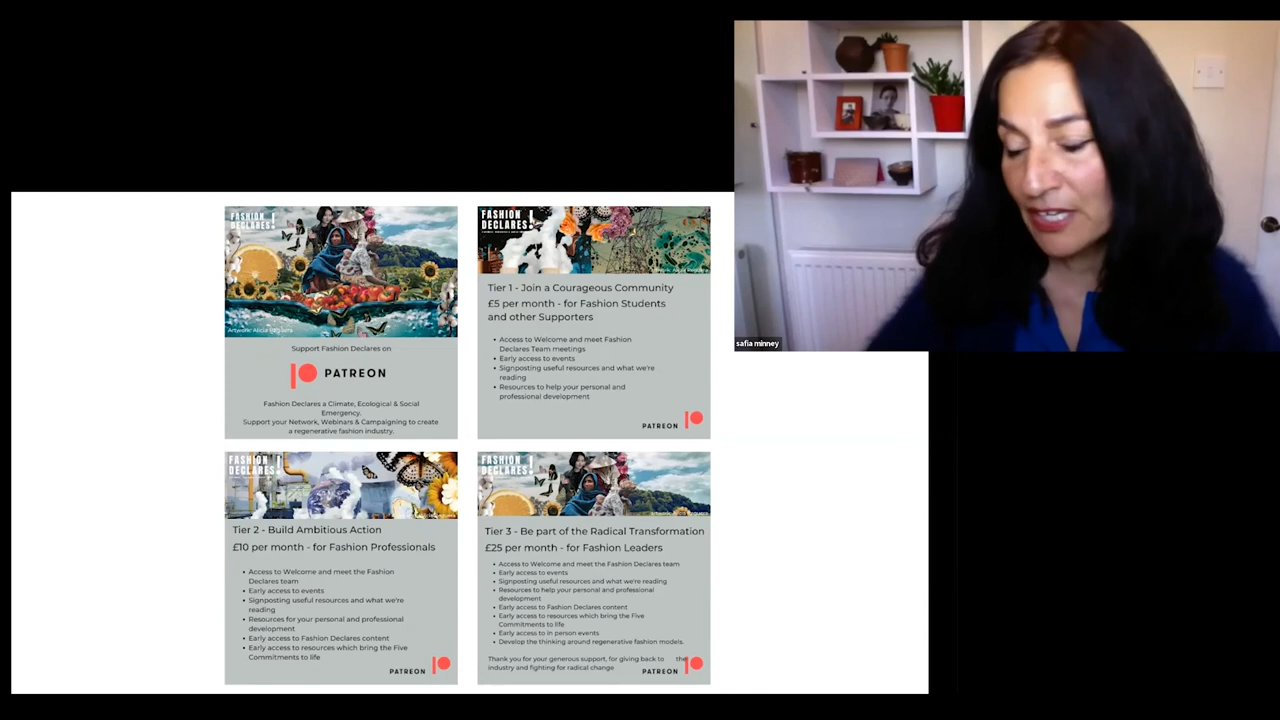 FASHION
DECLARES!
Artwork: Alicia
Support Fashion Declares on
PATREON
Fashion Declares a Climate, Ecological & Social
Emergency.
Support your Network, Webinars & Campaigning to create
a regenerative fashion industry.
FASHION
DECLARES!
Tier 1 - Join a Courageous Community
£5 per month - for Fashion Students
and other Supporters
• Access to Welcome and meet Fashion
Declares Team meetings
• Early access to events
• Signposting useful resources and what we're
reading
• Resources to help your personal and
professional development
PATREON
safia minney
FASHION
DECLARES!
Tier 2 - Build Ambitious Action
£10 per month - for Fashion Professionals
• Access to Welcome and meet the Fashion
Declares team
• Early access to events
• Signposting useful resources and what we're
reading
• Resources for your personal and professional
development
• Early access to Fashion Declares content
• Early access to resources which bring the Five
Commitments to life
PATREON
FASHION
DECLARES!
Tier 3 - Be part of the Radical Transformation
£25 per month - for Fashion Leaders
• Access to Welcome and meet the Fashion Declares team
• Early access to events
• Signposting useful resources and what we're reading
• Resources to help your personal and professional
development
• Early access to Fashion Declares content
• Early access to resources which bring the Five
Commitments to life
• Early access to in person events
• Develop the thinking around regenerative fashion models.
Thank you for your generous support, for giving back to the
industry and fighting for radical change
PATREON